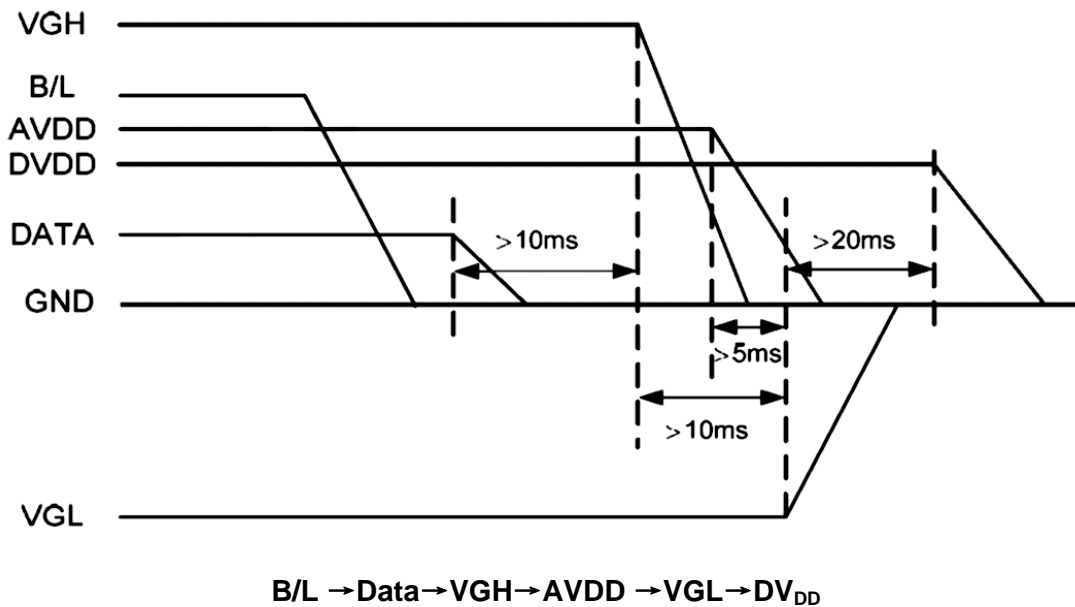 VGH
B/L
AVDD
DVDD
DATA
>10ms
>20ms
GND
>5ms
>10ms
VGL
B/L →Data→VGH→AVDD →VGL→DVDD